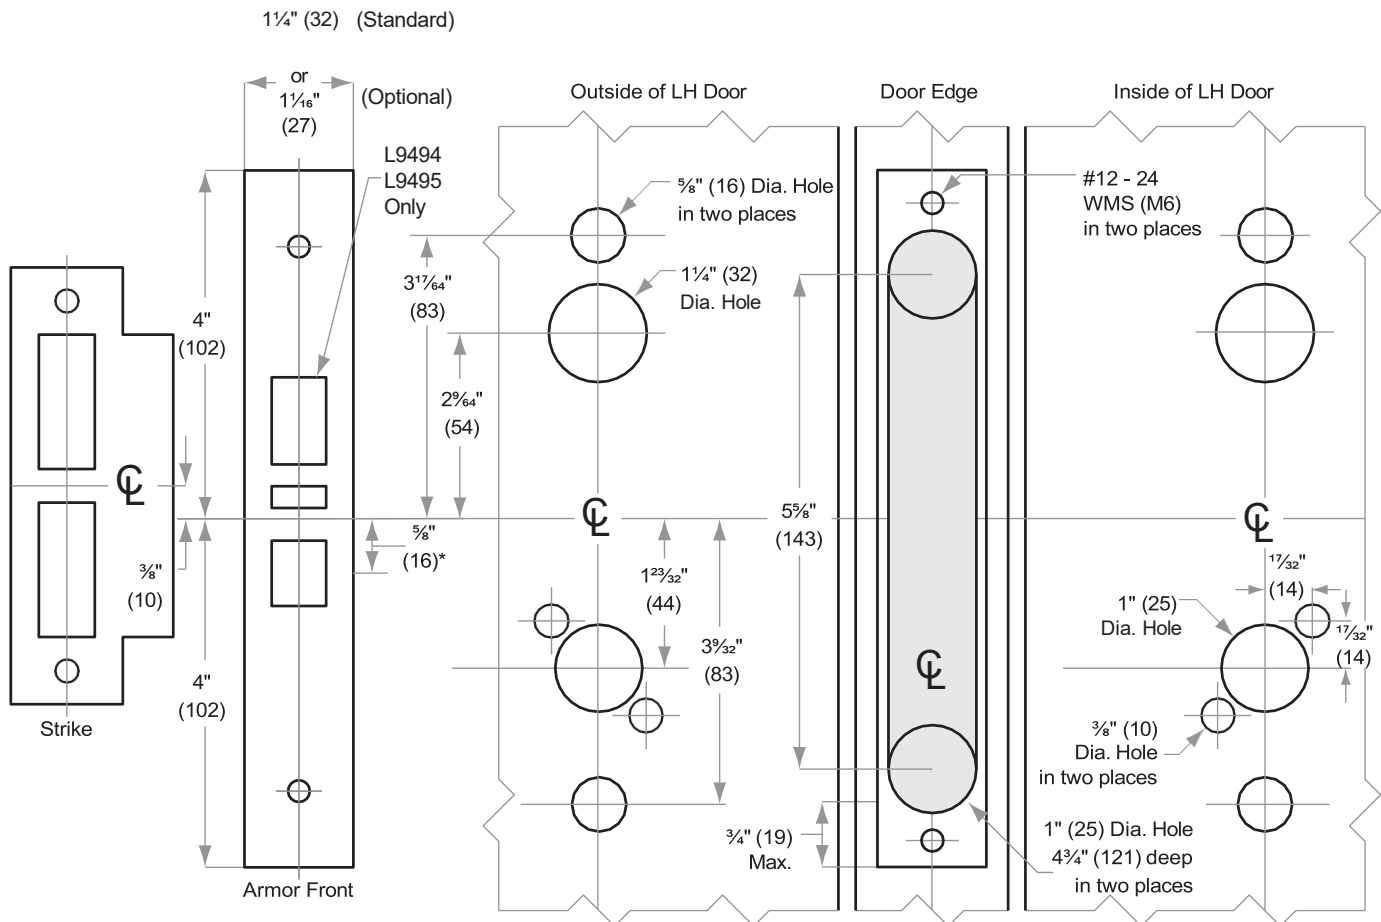 1¼" (32) (Standard)
or
1¹⁄₁₆"
(27)
(Optional)
L9494
L9495
Only
4"
(102)
4"
(102)
℄
⅜"
(10)
Strike
Armor Front
⅝"
(16)*
Outside of LH Door
⅝" (16) Dia. Hole
in two places
1¼" (32)
Dia. Hole
3¹⁷⁄₆₄"
(83)
2⁹⁄₆₄"
(54)
℄
1²³⁄₃₂"
(44)
3⁹⁄₃₂"
(83)
Door Edge
5⅝"
(143)
℄
¾" (19)
Max.
#12 - 24
WMS (M6)
in two places
1" (25) Dia. Hole
4¾" (121) deep
in two places
Inside of LH Door
℄
¹⁷⁄₃₂"
(14)
¹⁷⁄₃₂"
(14)
1" (25)
Dia. Hole
⅜" (10)
Dia. Hole
in two places